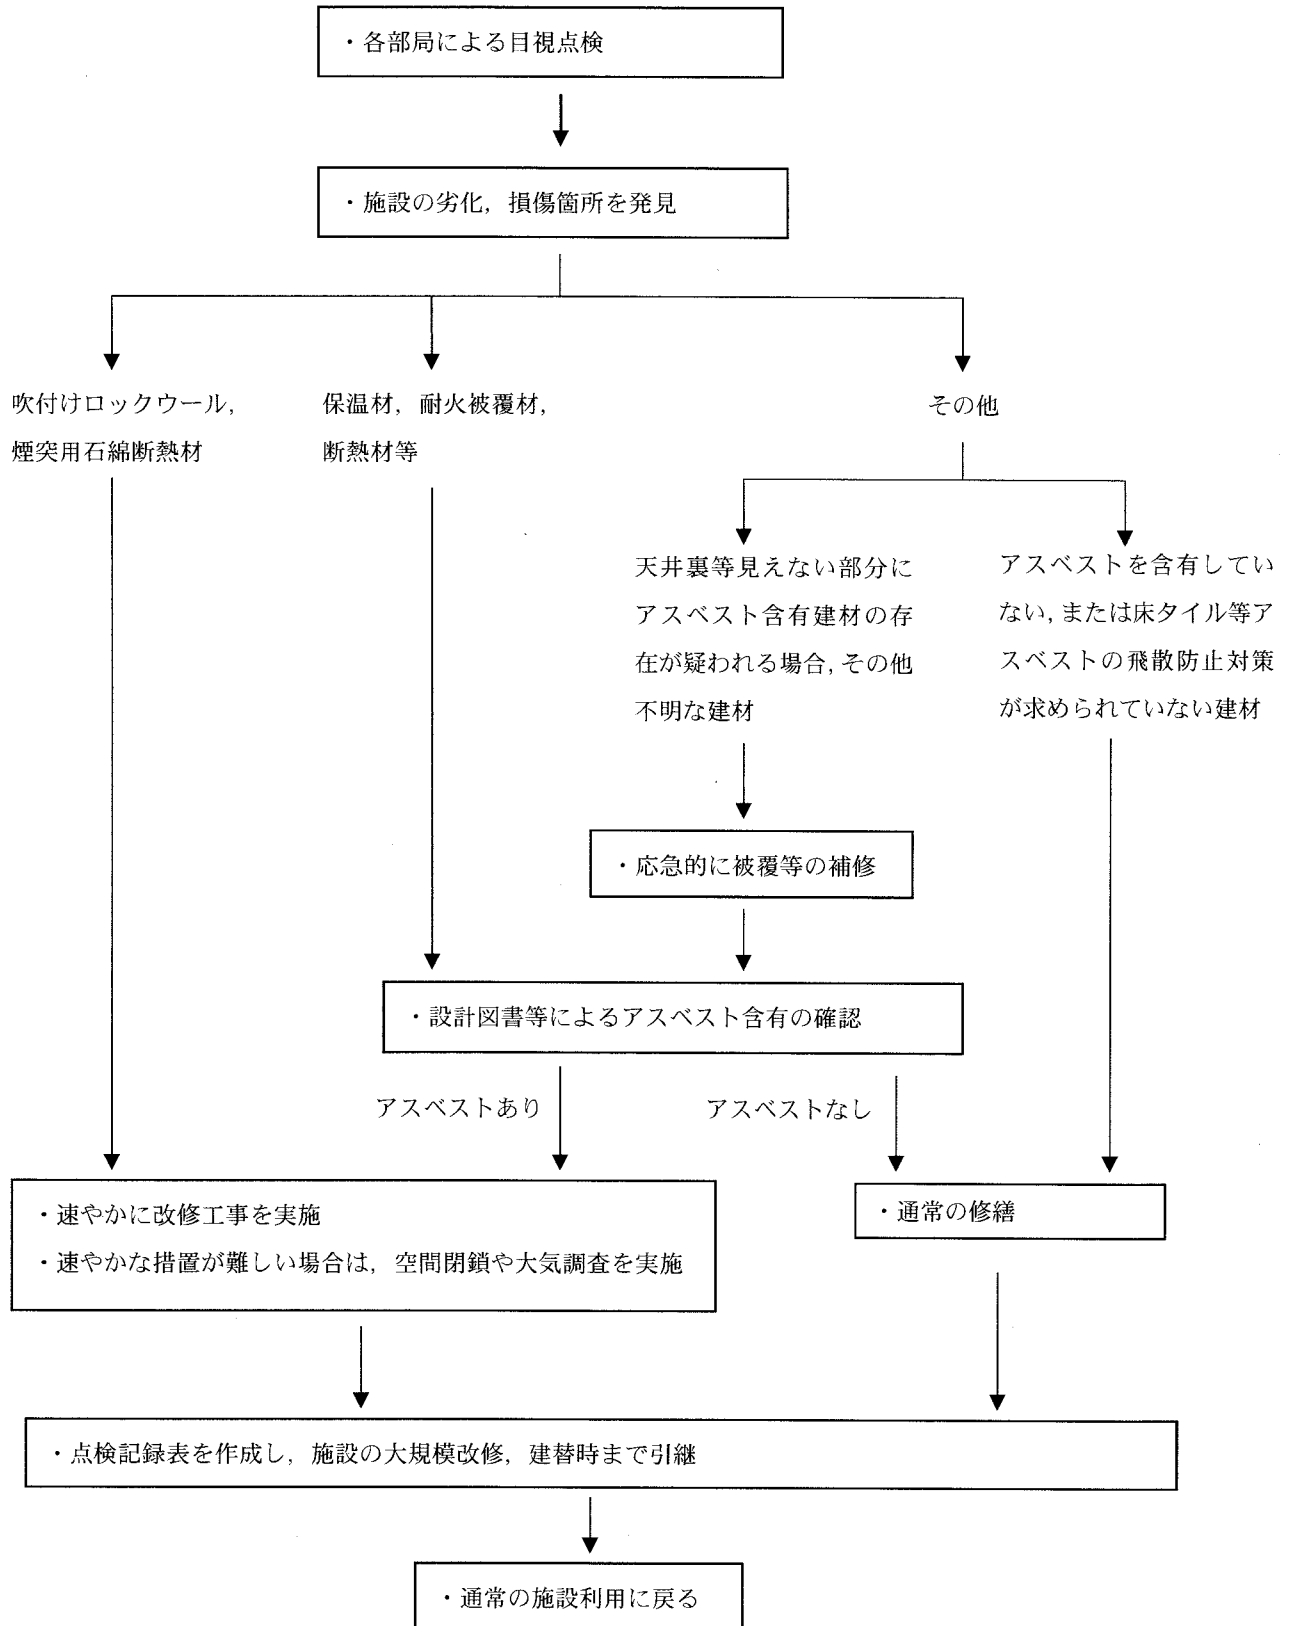 ・各部局による目視点検
・施設の劣化，損傷箇所を発見
吹付けロックウール，
煙突用石綿断熱材
保温材，耐火被覆材，
断熱材等
その他
天井裏等見えない部分に
アスベスト含有建材の存
在が疑われる場合，その他
不明な建材
アスベストを含有してい
ない，または床タイル等ア
スベストの飛散防止対策
が求められていない建材
・応急的に被覆等の補修
・設計図書等によるアスベスト含有の確認
アスベストあり
アスベストなし
・速やかに改修工事を実施
・速やかな措置が難しい場合は，空間閉鎖や大気調査を実施
・通常の修繕
・点検記録表を作成し，施設の大規模改修，建替時まで引継
・通常の施設利用に戻る